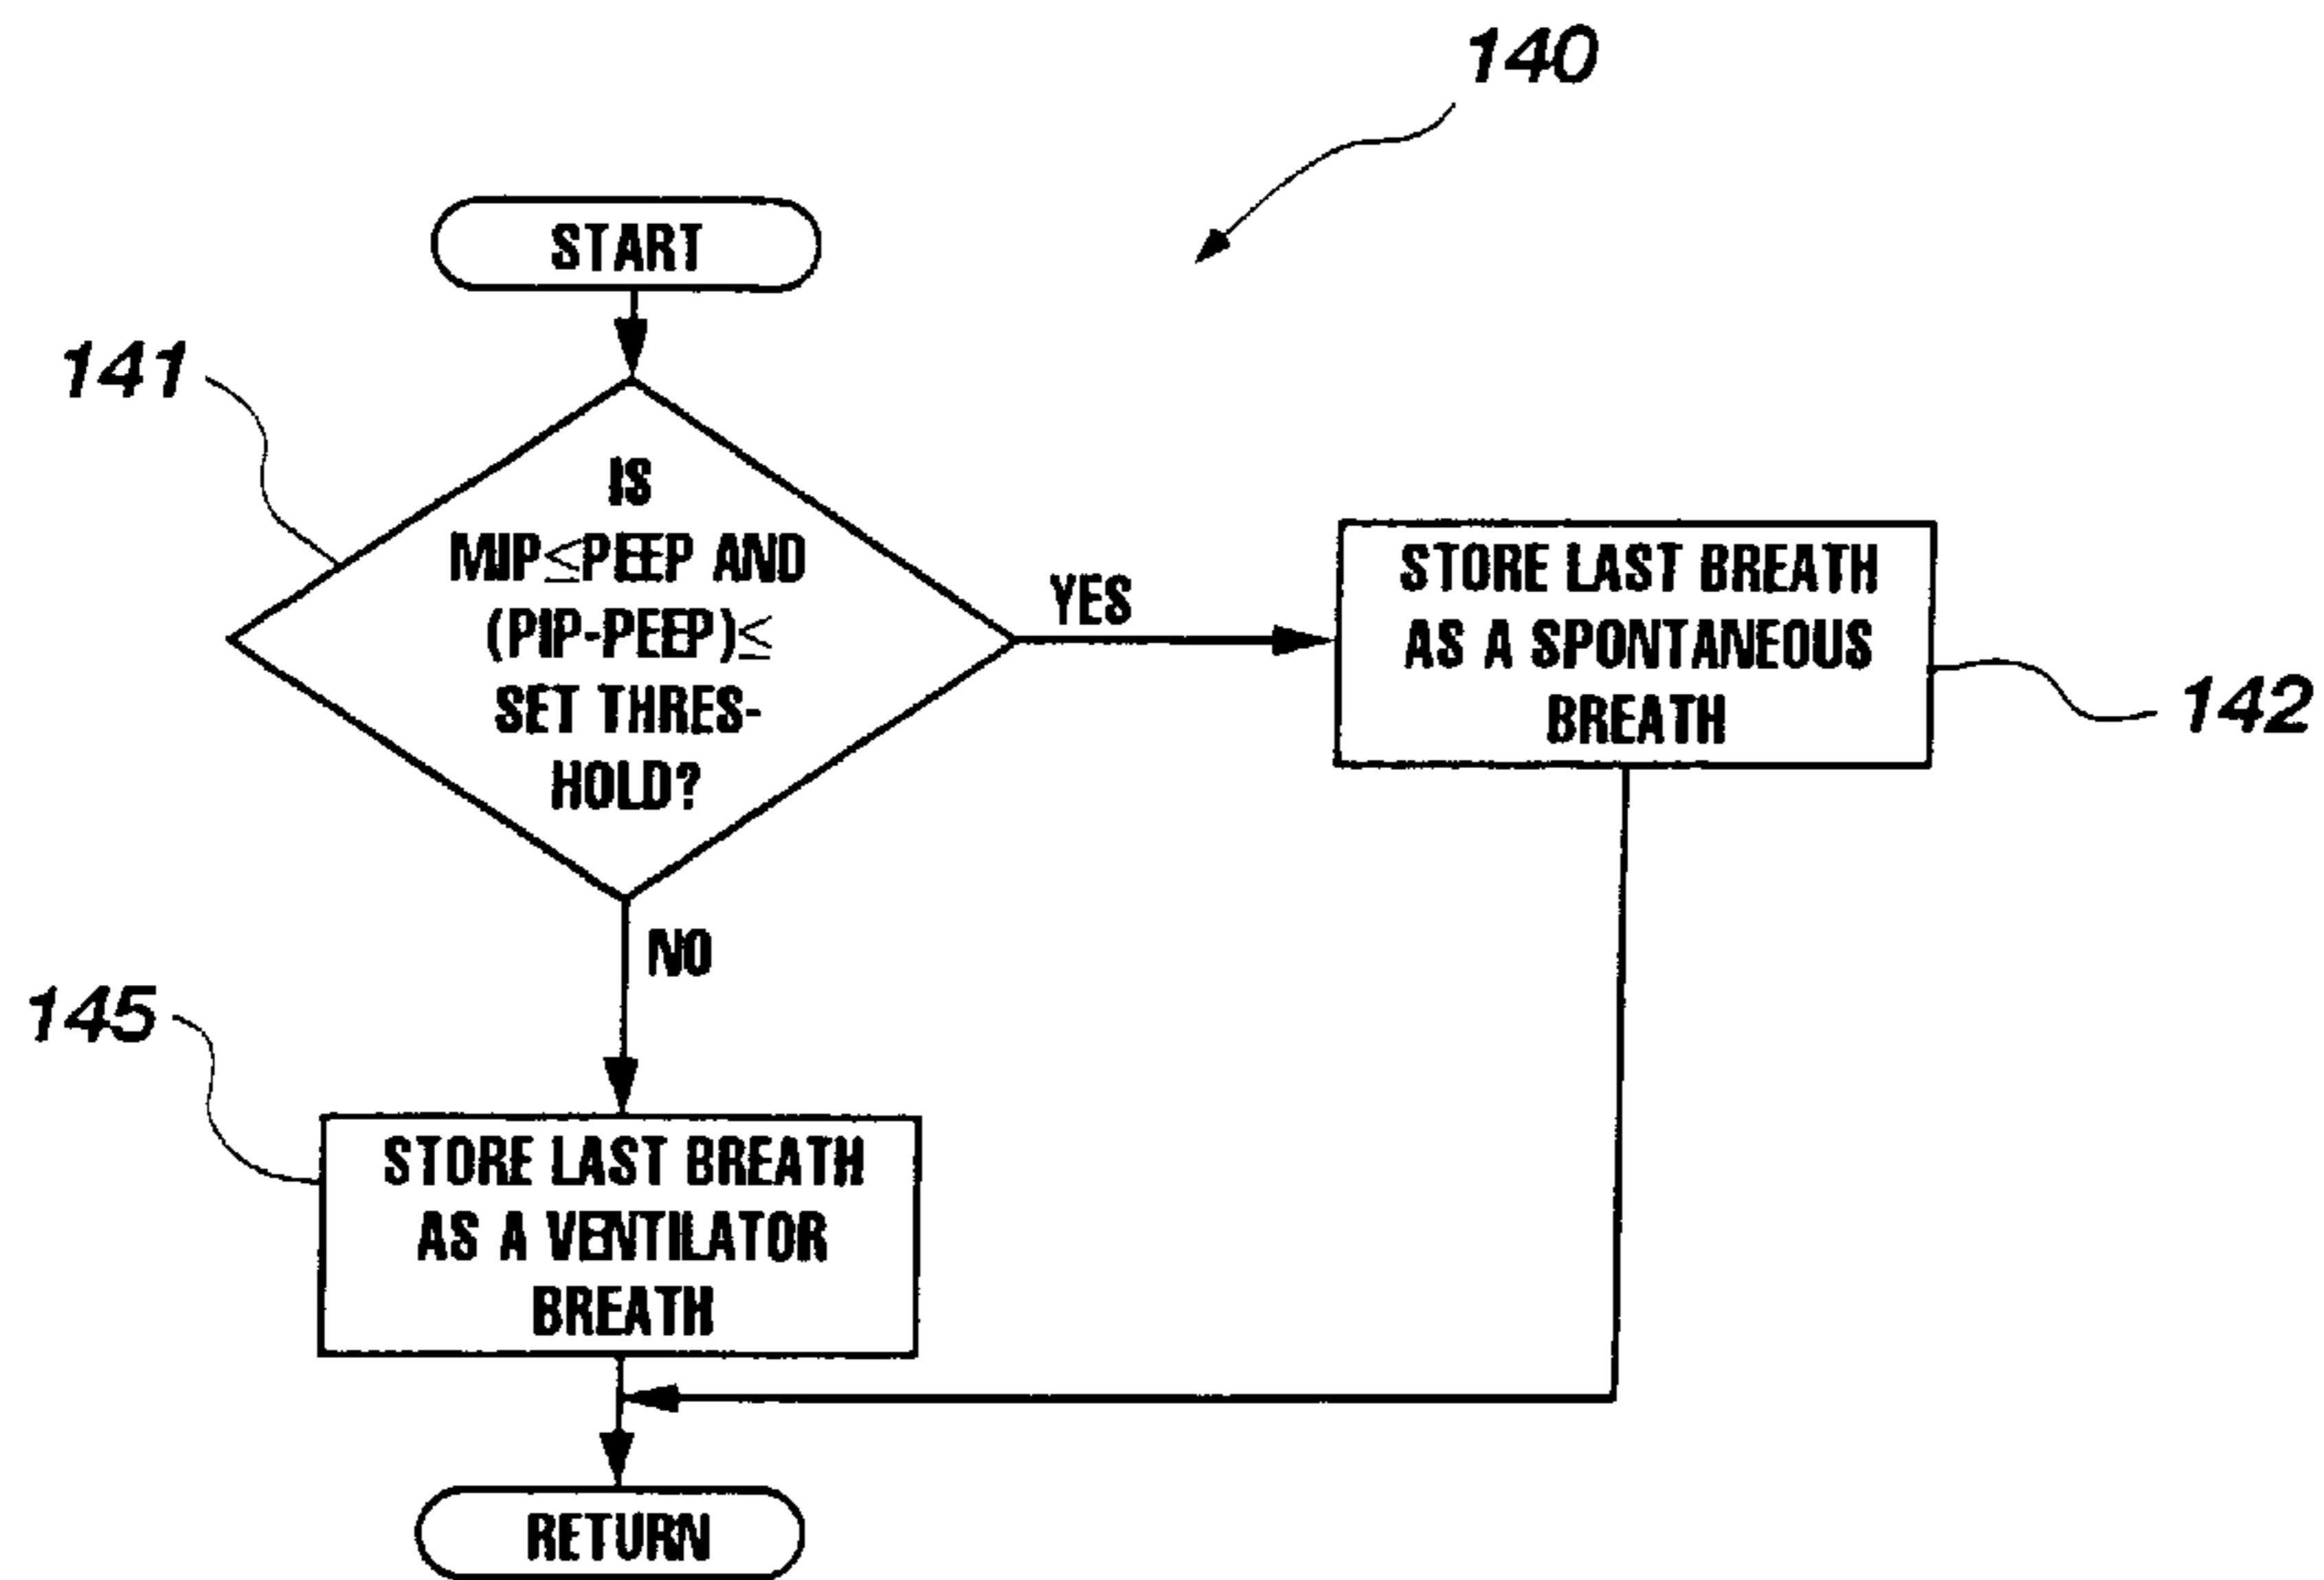 140
START
141
IS
MIP≤PEEP AND
(PIP-PEEP)≤
SET THRES-
HOLD?
YES
STORE LAST BREATH
AS A SPONTANEOUS
BREATH
142
NO
145
STORE LAST BREATH
AS A VENTILATOR
BREATH
RETURN